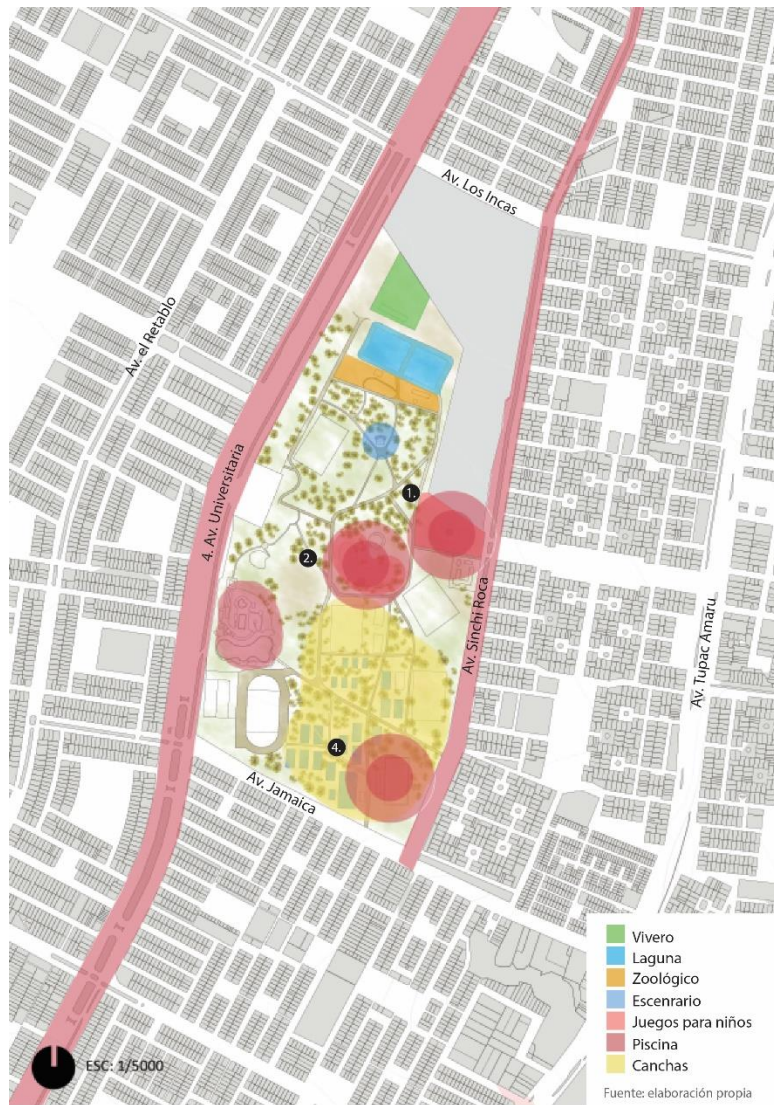 Av. Los Incas
Av. el Retablo
4. Av. Universitaria
1.
2.
Av. Sinchi Roca
Av. Tupac Amaru
4.
Av. Jamaica
Vivero
Laguna
Zoológico
Escenrario
Juegos para niños
Piscina
Canchas
ESC: 1/5000
Fuente: elaboración propia